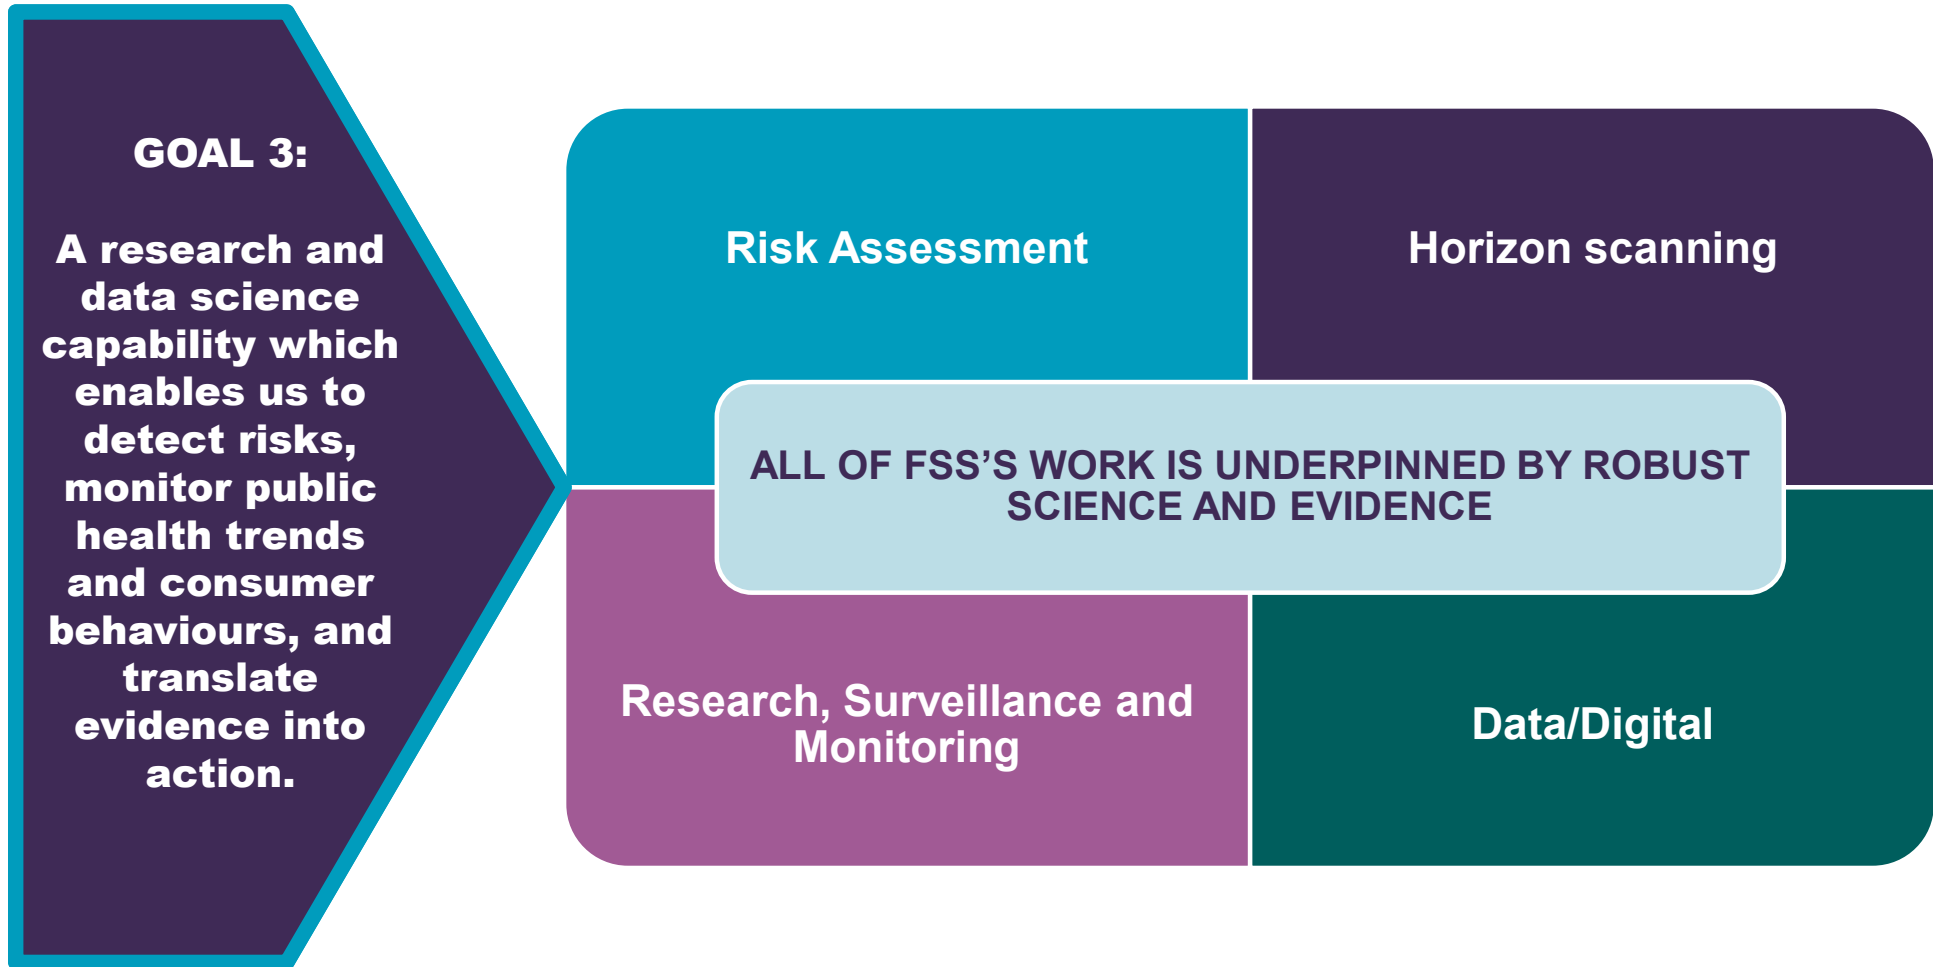 GOAL 3:
A research and
data science
capability which
enables us to
detect risks,
monitor public
health trends
and consumer
behaviours, and
translate
evidence into
action.
Risk Assessment
Horizon scanning
ALL OF FSS’S WORK IS UNDERPINNED BY ROBUST
SCIENCE AND EVIDENCE
Research, Surveillance and
Monitoring
Data/Digital